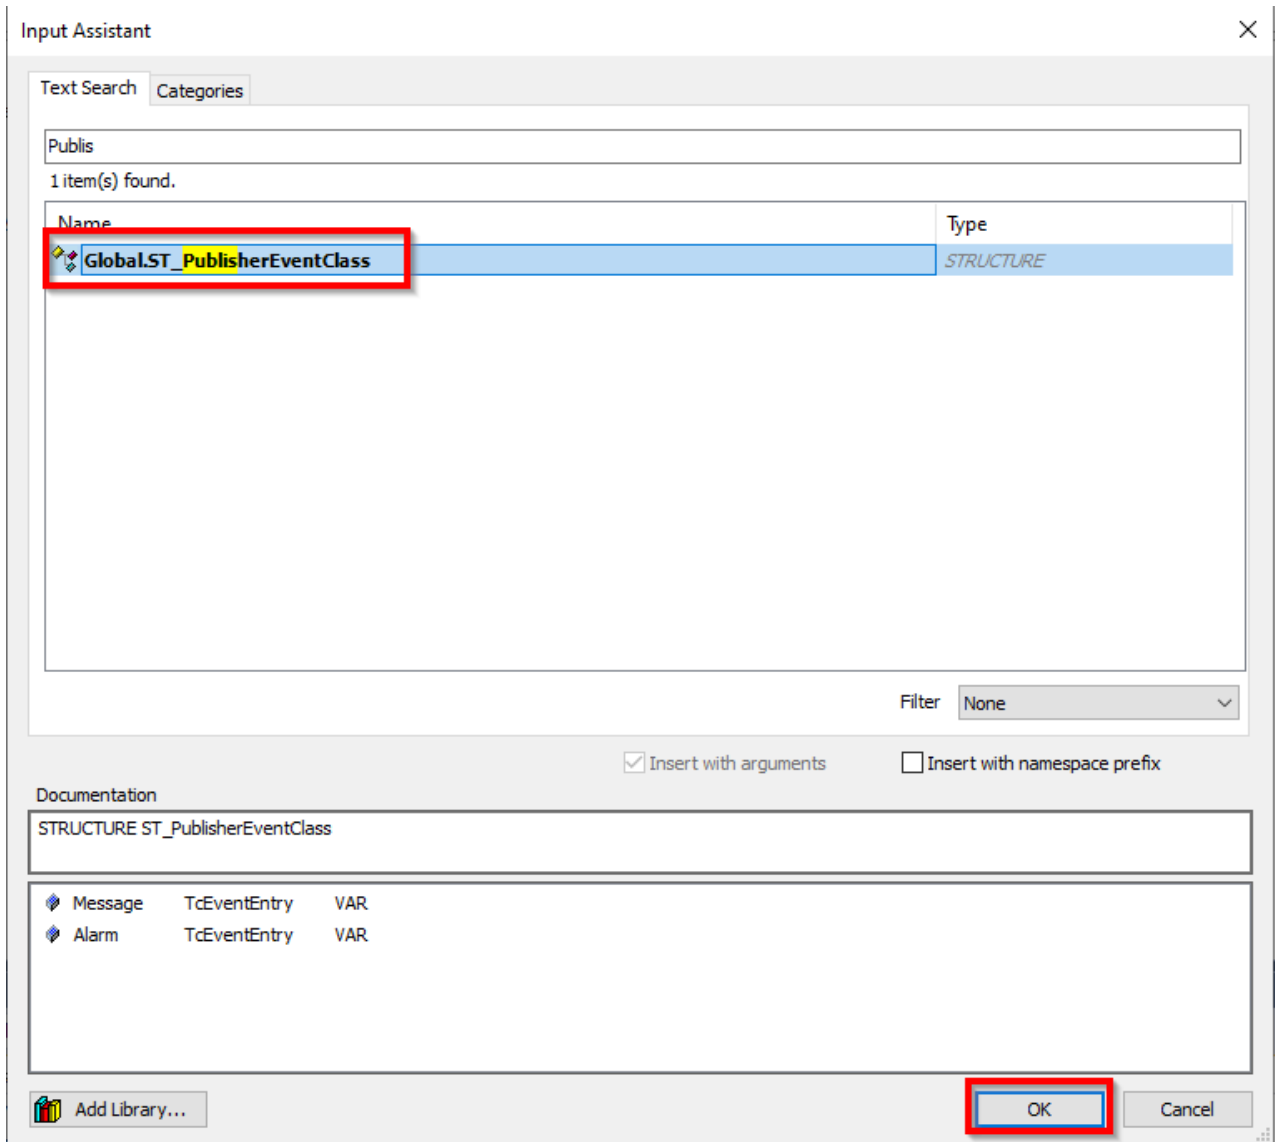 Input Assistant
Text Search Categories
Publis
1 item(s) found.
Name Type
Global.ST_PublisherEventClass STRUCTURE
Filter None
Insert with arguments Insert with namespace prefix
Documentation
STRUCTURE ST_PublisherEventClass
Message TcEventEntry VAR
Alarm TcEventEntry VAR
Add Library... OK Cancel